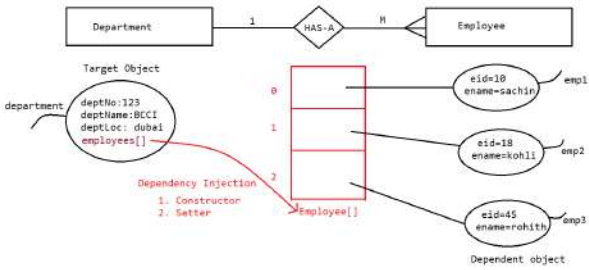 Department
1
HAS-A
M
Employee
Target Object
department
deptNo:123
deptName:BCCI
deptLoc: dubai
employees[]
Dependency Injection
1. Constructor
2. Setter
0
1
2
Employee[]
eid=10
ename=sachin
emp1
eid=18
ename=kohli
emp2
eid=45
ename=rohith
emp3
Dependent object